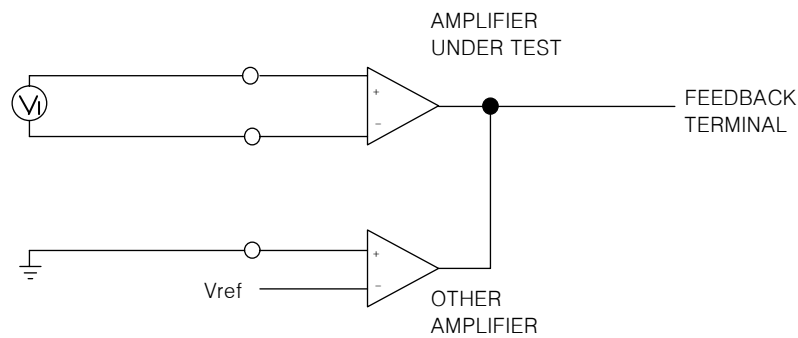 AMPLIFIER
UNDER TEST
VI
+
−
FEEDBACK
TERMINAL
+
Vref
−
OTHER
AMPLIFIER